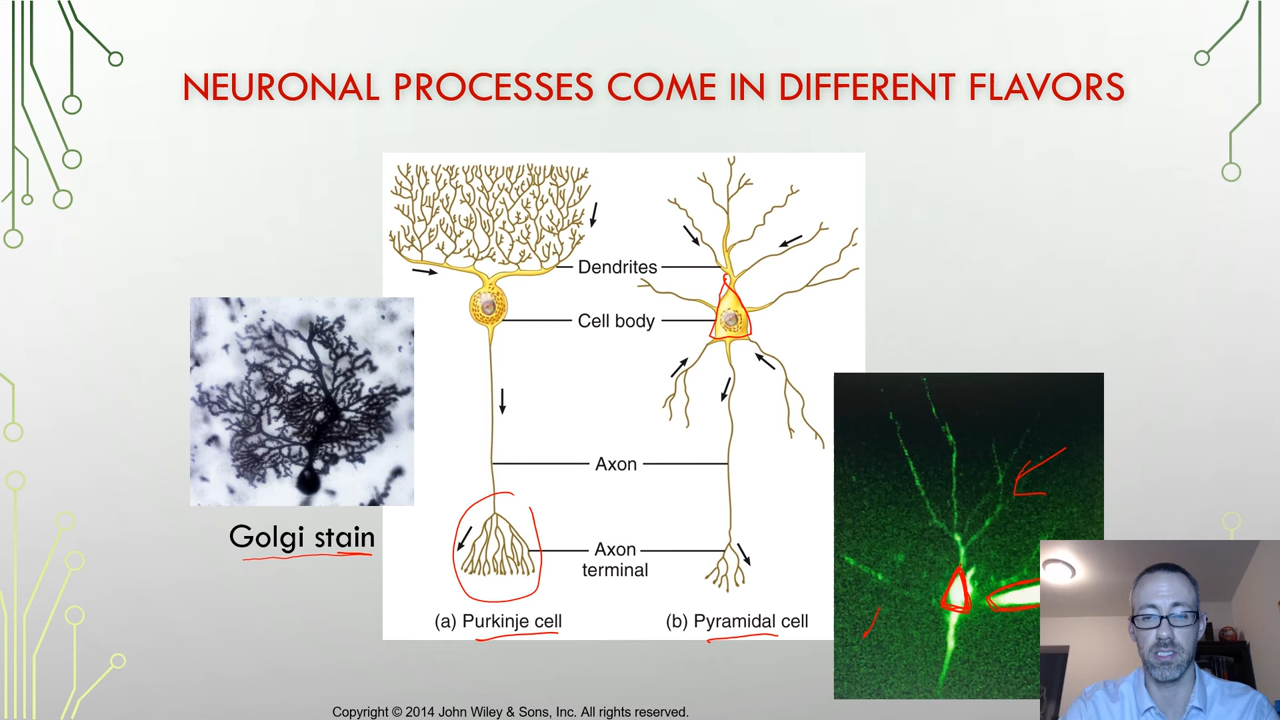 NEURONAL PROCESSES COME IN DIFFERENT FLAVORS
Dendrites
Cell body
Axon
Axon
terminal
(a) Purkinje cell
(b) Pyramidal cell
Golgi stain
Copyright © 2014 John Wiley & Sons, Inc. All rights reserved.